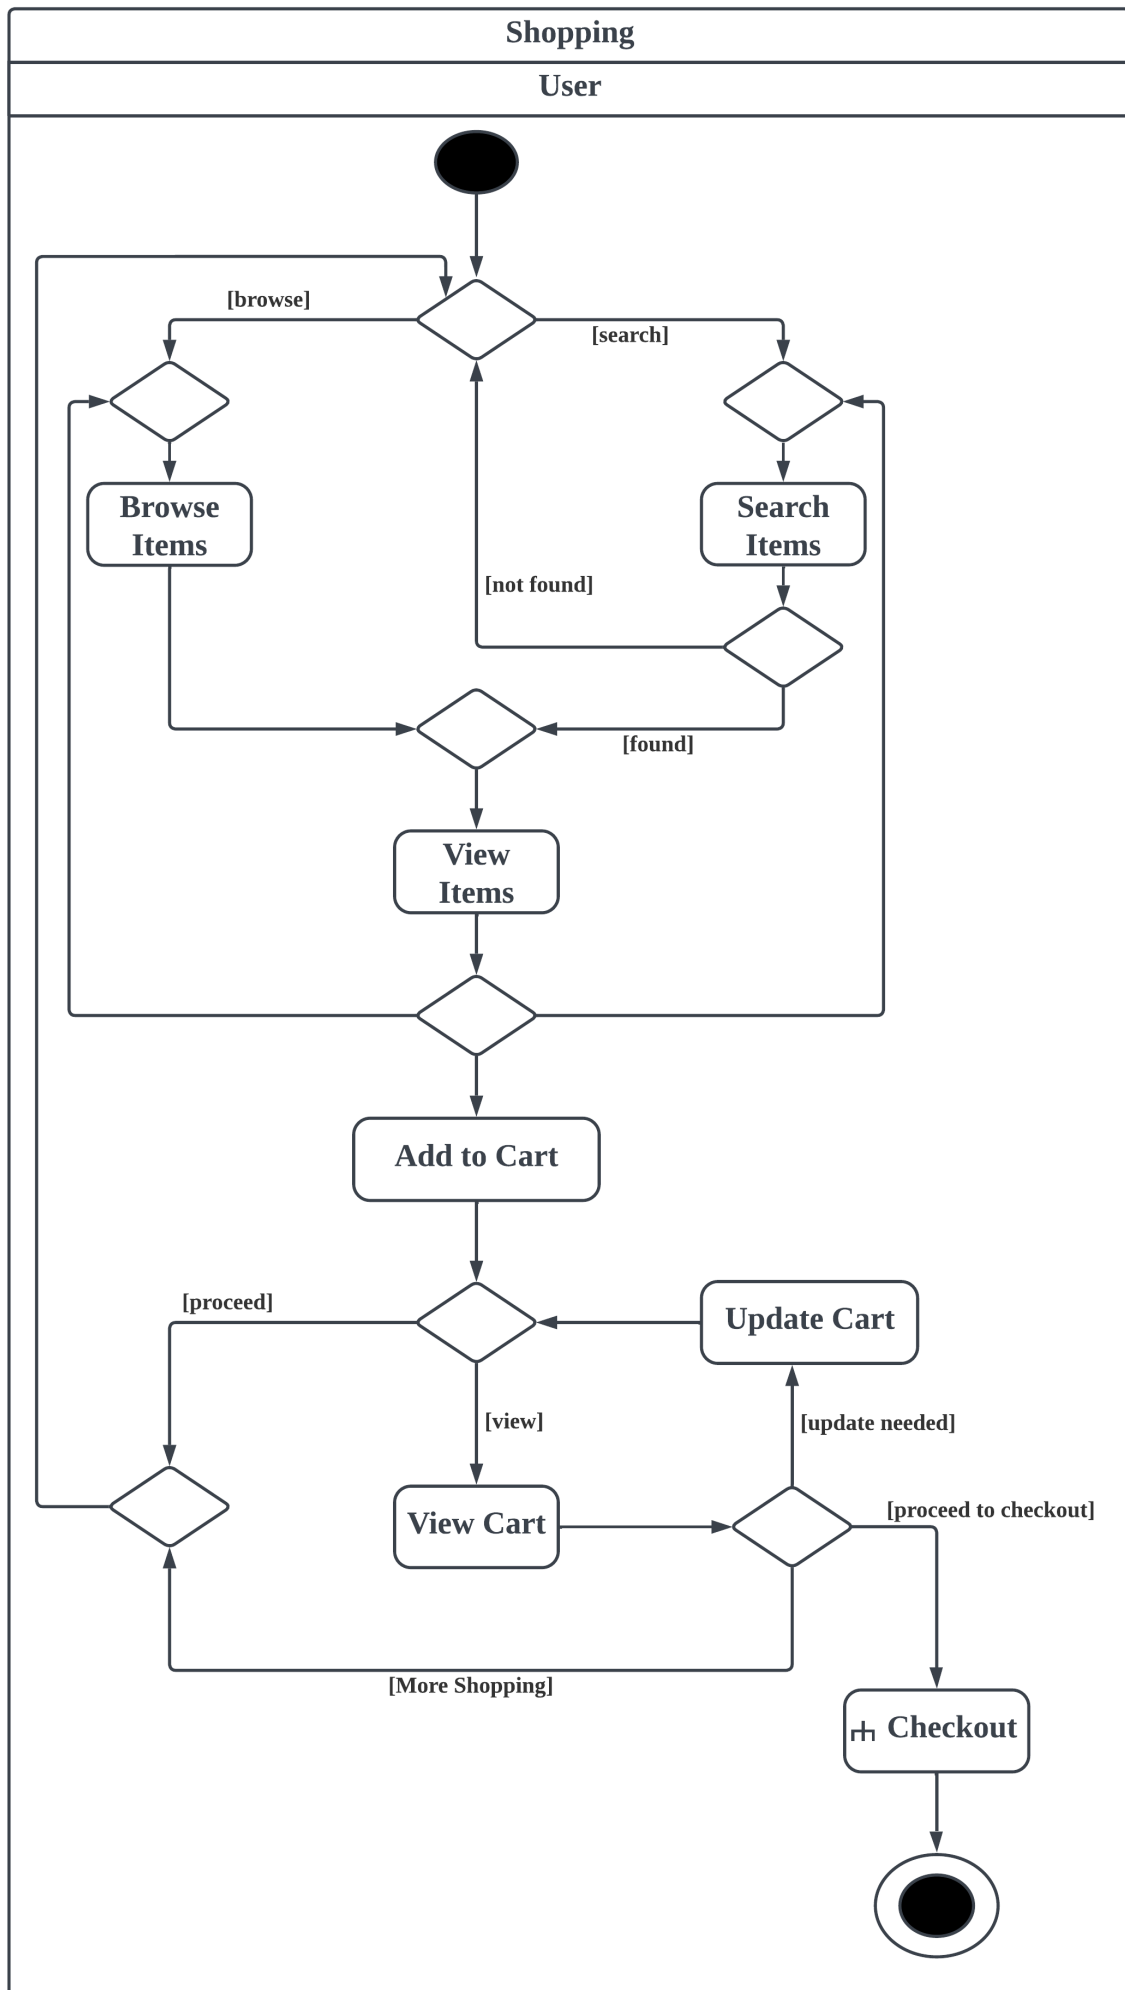 Shopping
User
[browse]
[search]
Browse
Items
Search
Items
[not found]
[found]
View
Items
Add to Cart
[proceed]
Update Cart
[view]
[update needed]
View Cart
[proceed to checkout]
[More Shopping]
Checkout